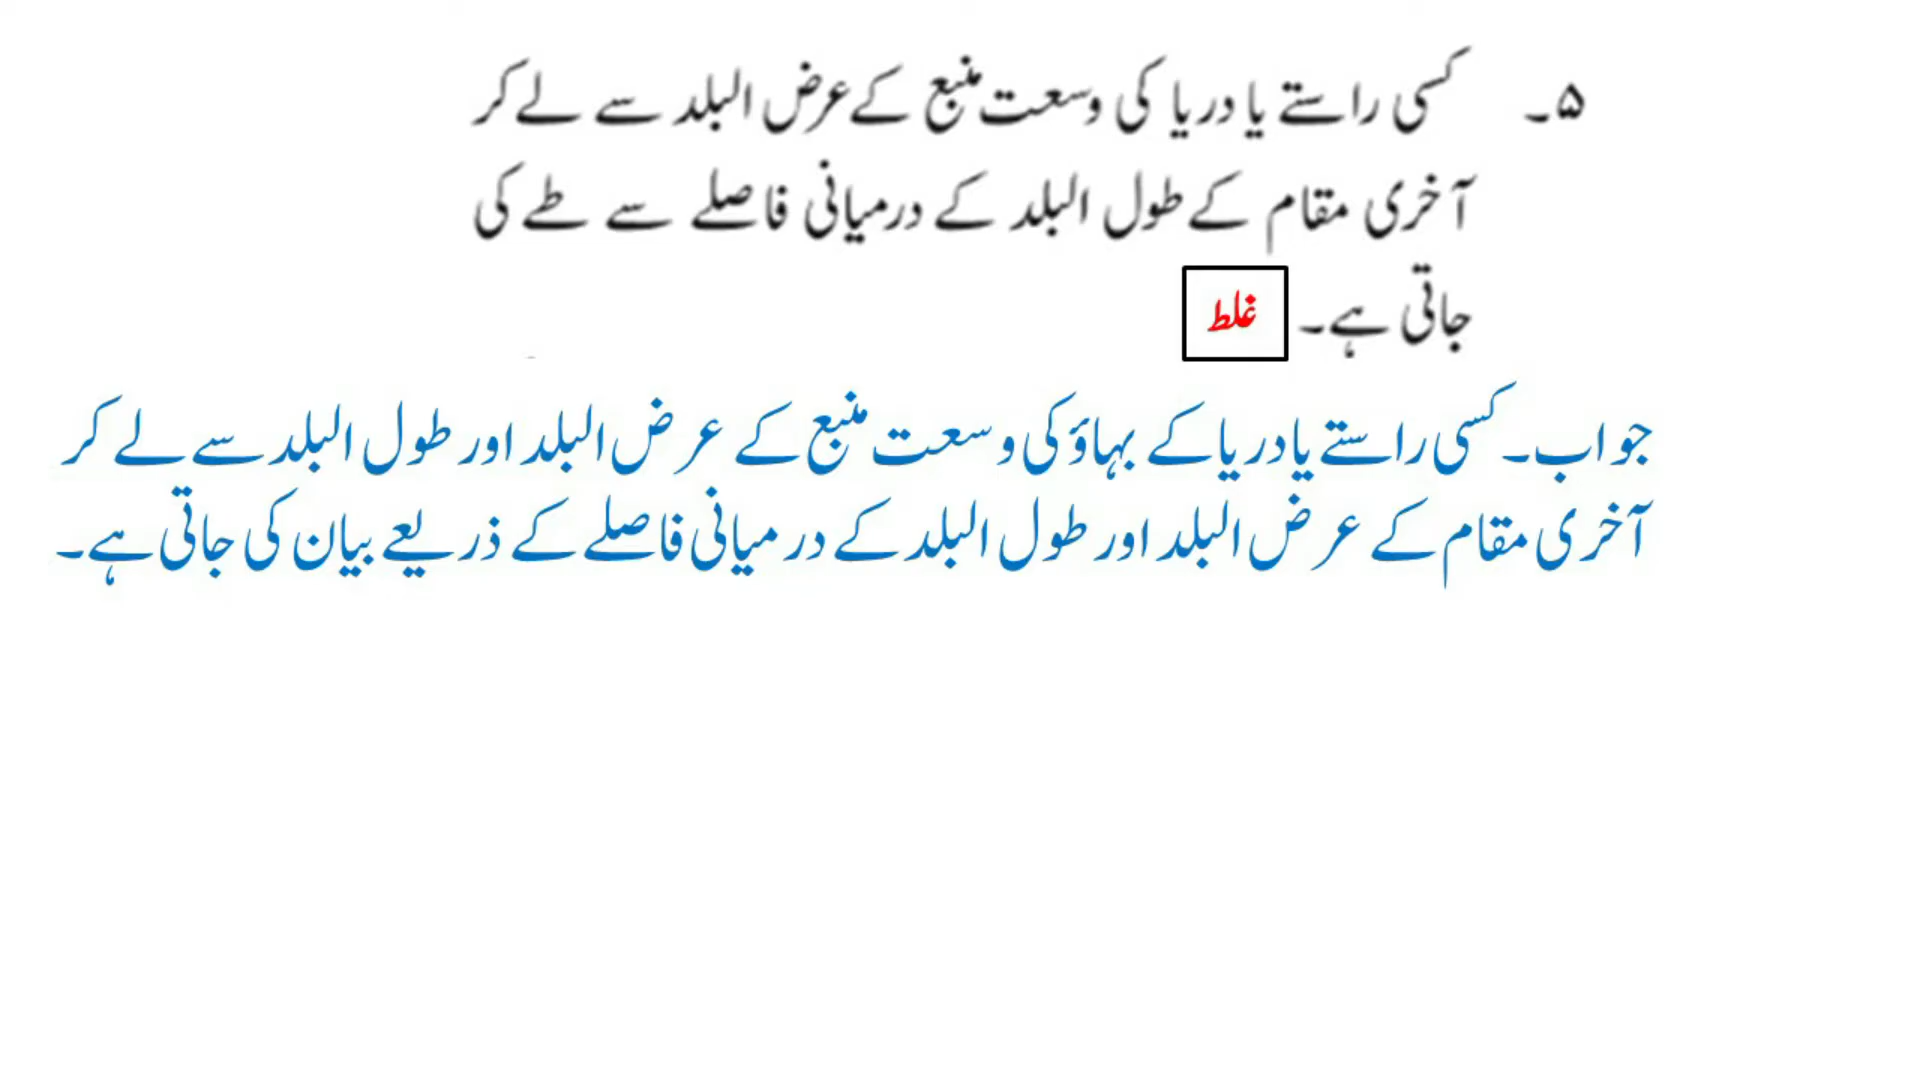 ۵۔ کسی راستے یا دریا کی وسعت منبع کے عرض البلد سے لے کر
آخری مقام کے طول البلد کے درمیانی فاصلے سے طے کی
جاتی ہے۔ غلط
جواب۔ کسی راستے یا دریا کے بہاؤ کی وسعت منبع کے عرض البلد اور طول البلد سے لے کر
آخری مقام کے عرض البلد اور طول البلد کے درمیانی فاصلے کے ذریعے بیان کی جاتی ہے۔